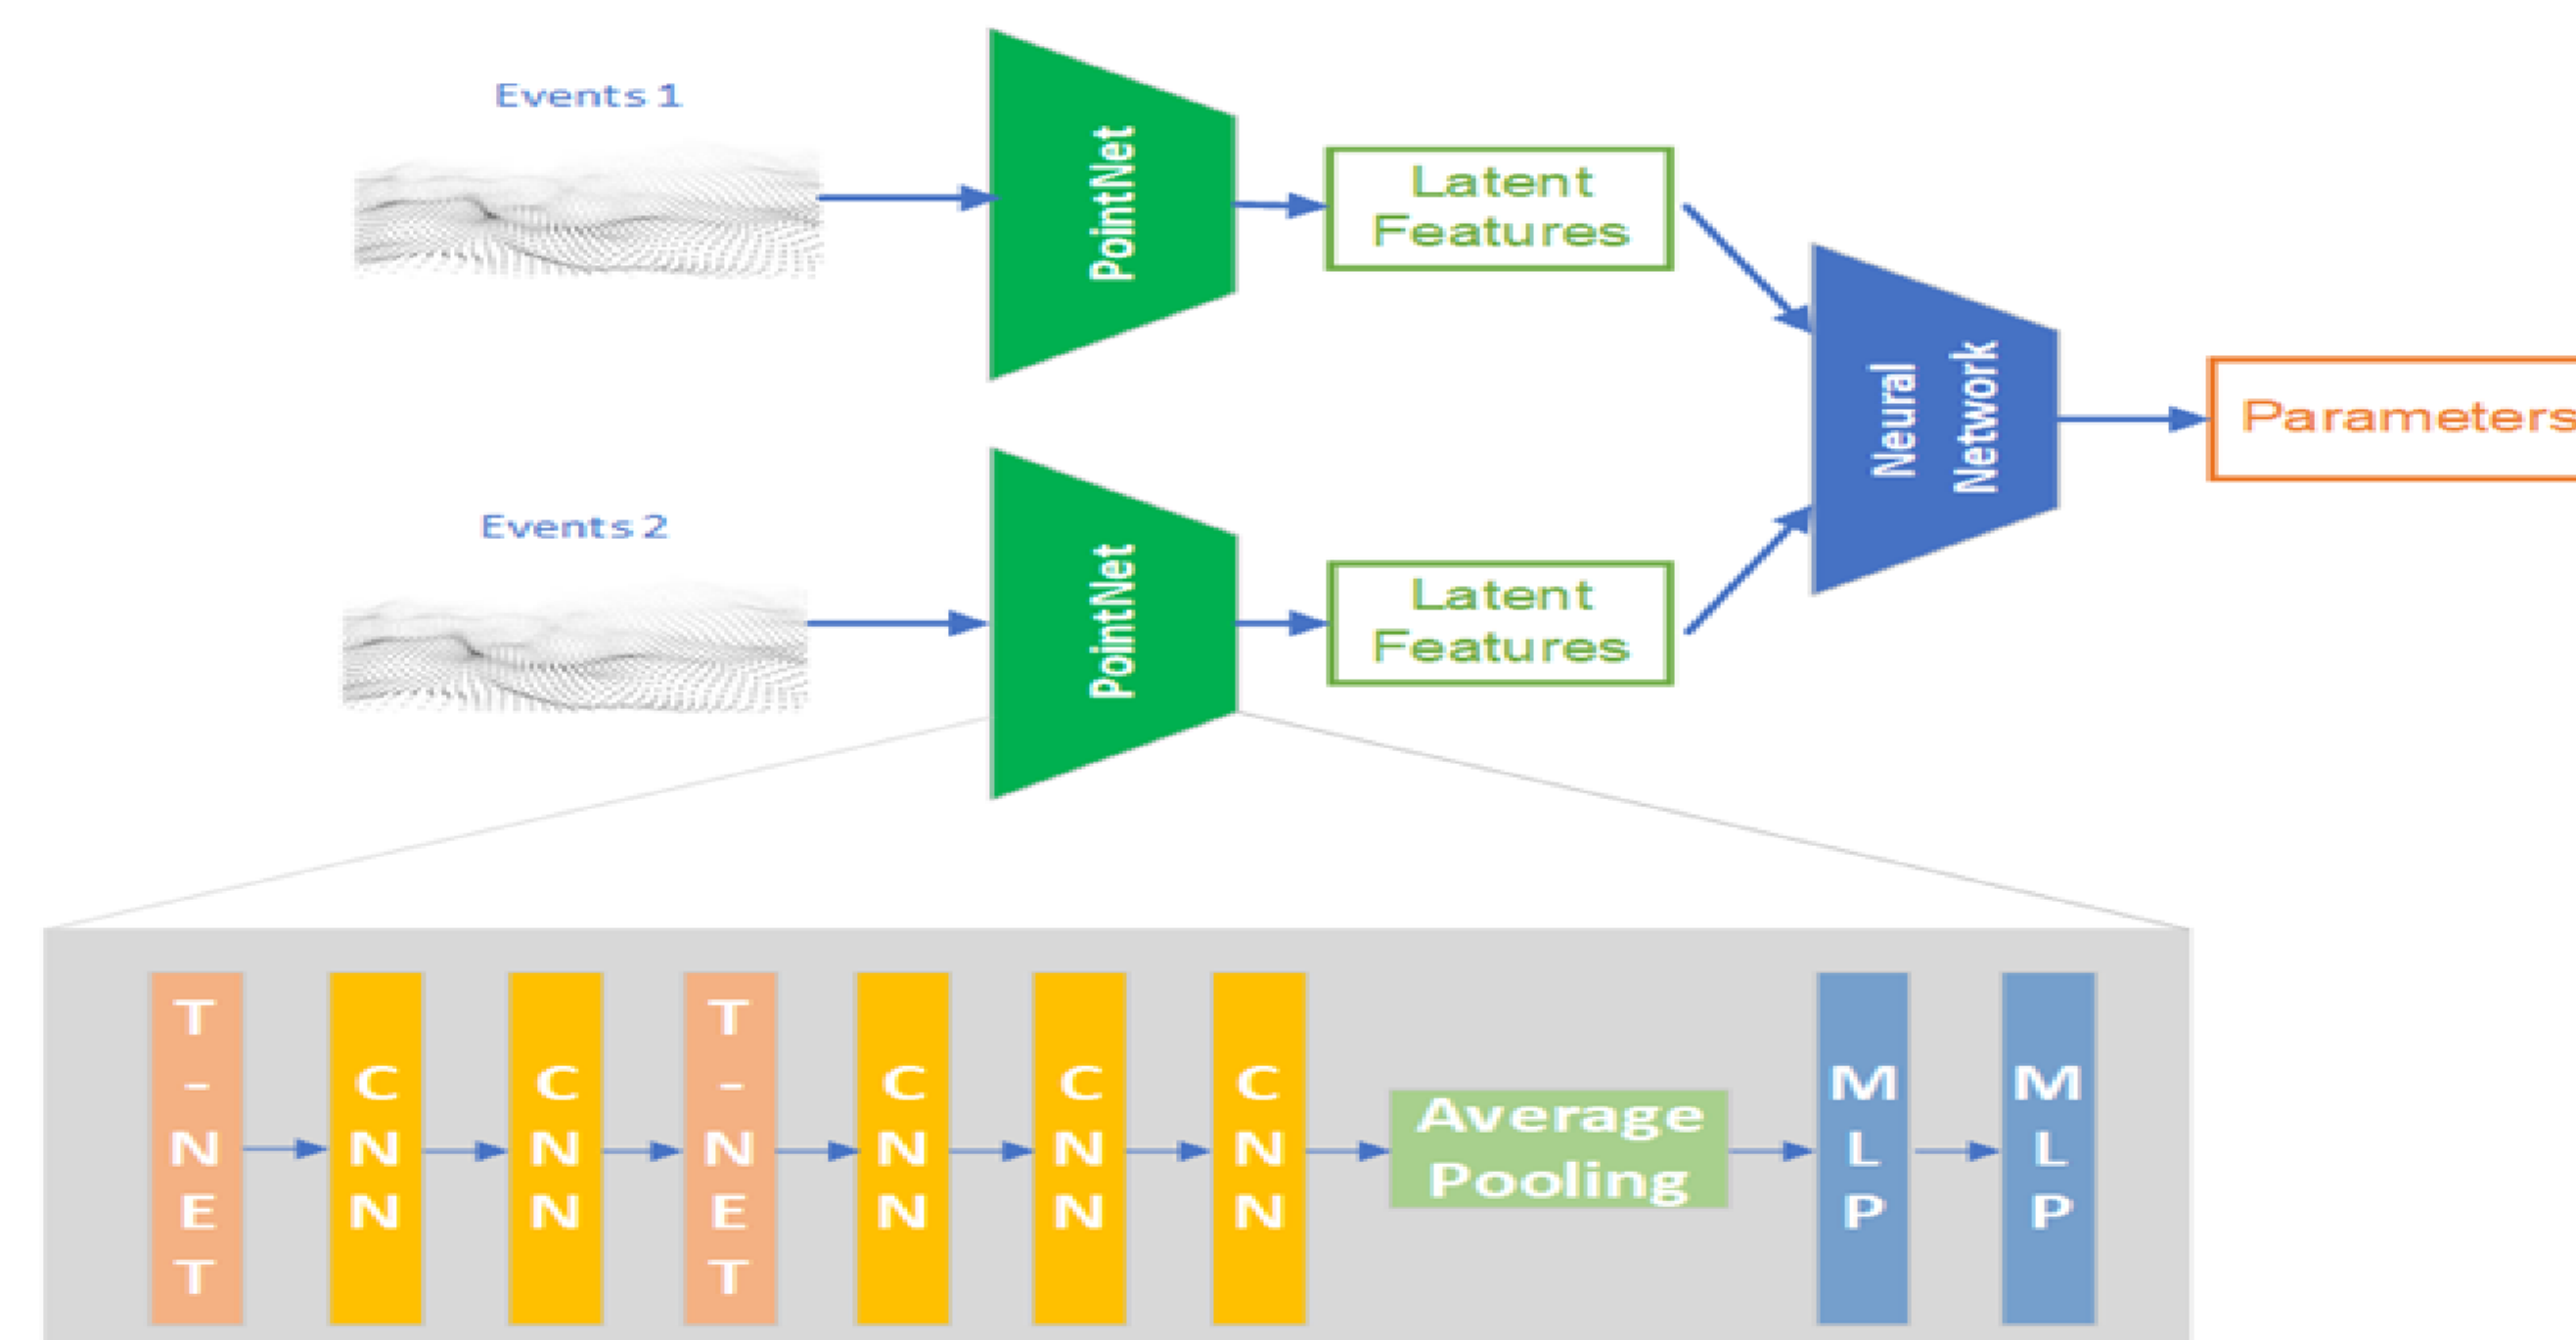 Events 1
PointNet
Latent
Features
Neural
Network
Parameters
Events 2
PointNet
Latent
Features
T-NET
CNN
CNN
T-NET
CNN
CNN
CNN
Average
Pooling
MLP
MLP